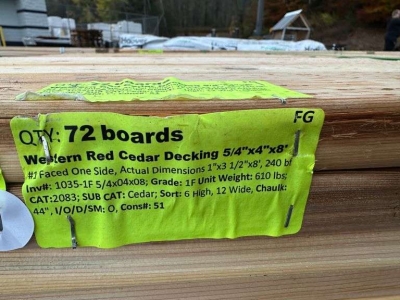 FG
QTY: 72 boards
Western Red Cedar Decking 5/4"x4"x8'
Faced One Side, Actual Dimensions 1"x3 1/2"x8', 240 bf
Inv#: 1035-1F 5/4x04x08; Grade: 1F Unit Weight: 610 lbs;
CAT:2083; SUB CAT: Cedar; Sort: 6 High, 12 Wide, Chaulk:
44", I/O/D/SM: O, Cons#: 51